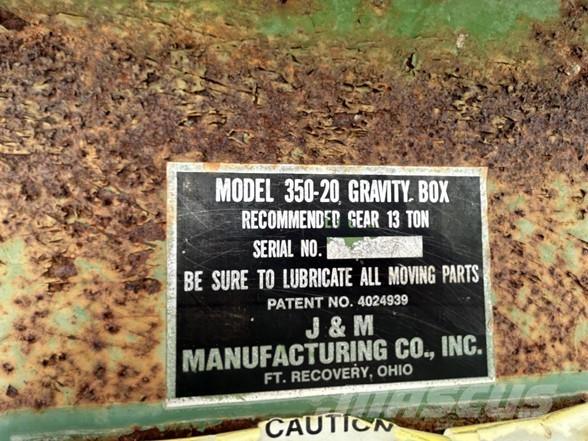 MODEL 350-20 GRAVITY BOX
RECOMMENDED GEAR 13 TON
SERIAL NO.
BE SURE TO LUBRICATE ALL MOVING PARTS
PATENT NO. 4024939
J & M
MANUFACTURING CO., INC.
FT. RECOVERY, OHIO
CAUTION
MASCUS